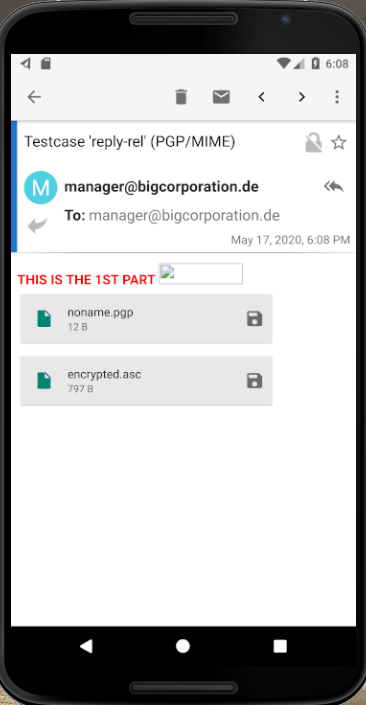 6:08
Testcase 'reply-rel' (PGP/MIME)
M manager@bigcorporation.de
To: manager@bigcorporation.de
May 17, 2020, 6:08 PM
THIS IS THE 1ST PART
noname.pgp
12 B
encrypted.asc
797 B